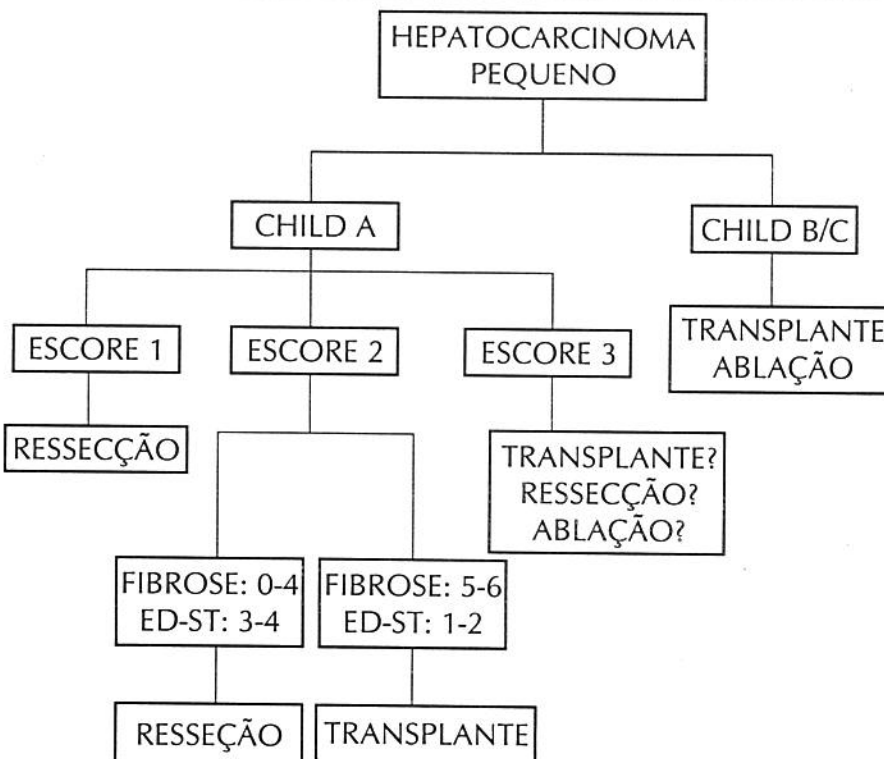 HEPATOCARCINOMA
PEQUENO
CHILD A
CHILD B/C
ESCORE 1
ESCORE 2
ESCORE 3
TRANSPLANTE
ABLAÇÃO
RESSECÇÃO
TRANSPLANTE?
RESSECÇÃO?
ABLAÇÃO?
FIBROSE: 0-4
ED-ST: 3-4
FIBROSE: 5-6
ED-ST: 1-2
RESSEÇÃO
TRANSPLANTE